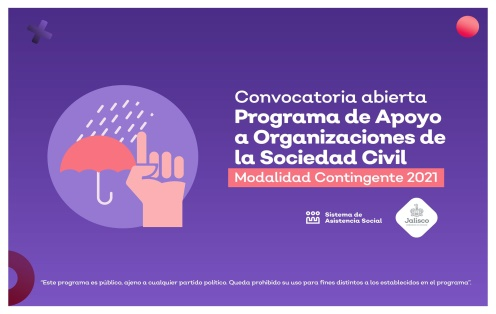 Convocatoria abierta
Programa de Apoyo
a Organizaciones de
la Sociedad Civil
Modalidad Contingente 2021
Sistema de
Asistencia Social
Jalisco
"Este programa es público, ajeno a cualquier partido político. Queda prohibido su uso para fines distintos a los establecidos en el programa".